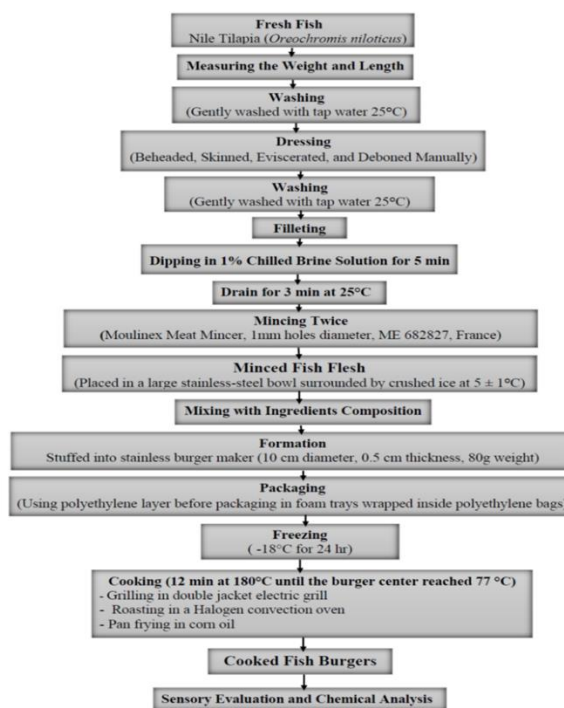 Fresh Fish
Nile Tilapia (Oreochromis niloticus)
Measuring the Weight and Length
Washing
(Gently washed with tap water 25°C)
Dressing
(Beheaded, Skinned, Eviscerated, and Deboned Manually)
Washing
(Gently washed with tap water 25°C)
Filleting
Dipping in 1% Chilled Brine Solution for 5 min
Drain for 3 min at 25°C
Mincing Twice
(Moulinex Meat Mincer, 1mm holes diameter, ME 682827, France)
Minced Fish Flesh
(Placed in a large stainless-steel bowl surrounded by crushed ice at 5 ± 1°C)
Mixing with Ingredients Composition
Formation
Stuffed into stainless burger maker (10 cm diameter, 0.5 cm thickness, 80g weight)
Packaging
(Using polyethylene layer before packaging in foam trays wrapped inside polyethylene bags)
Freezing
( -18°C for 24 hr)
Cooking (12 min at 180°C until the burger center reached 77 °C)
- Grilling in double jacket electric grill
- Roasting in a Halogen convection oven
- Pan frying in corn oil
Cooked Fish Burgers
Sensory Evaluation and Chemical Analysis